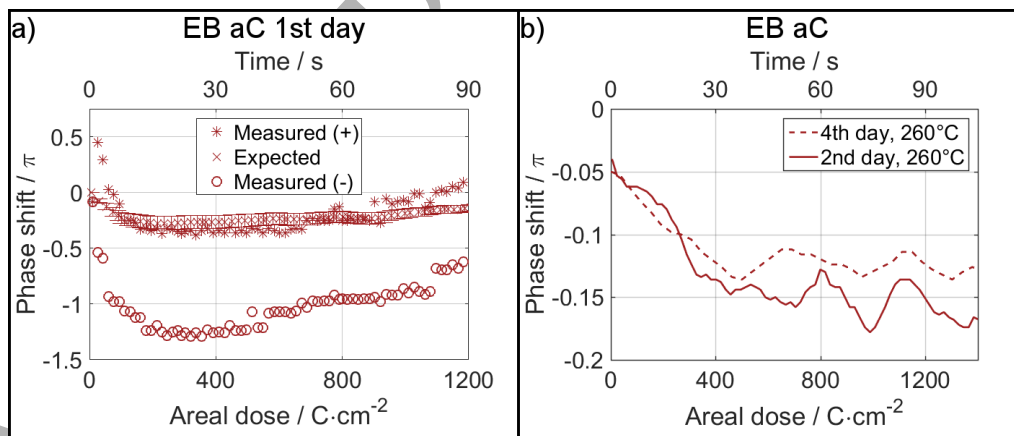 a) EB aC 1st day
Time / s
0 30 60 90
0.5
0
-0.5
-1
-1.5
Phase shift / π
Measured (+)
Expected
Measured (-)
0 400 800 1200
Areal dose / C·cm-2
b) EB aC
Time / s
0 30 60 90
0
-0.05
-0.1
-0.15
-0.2
Phase shift / π
4th day, 260°C
2nd day, 260°C
0 400 800 1200
Areal dose / C·cm-2